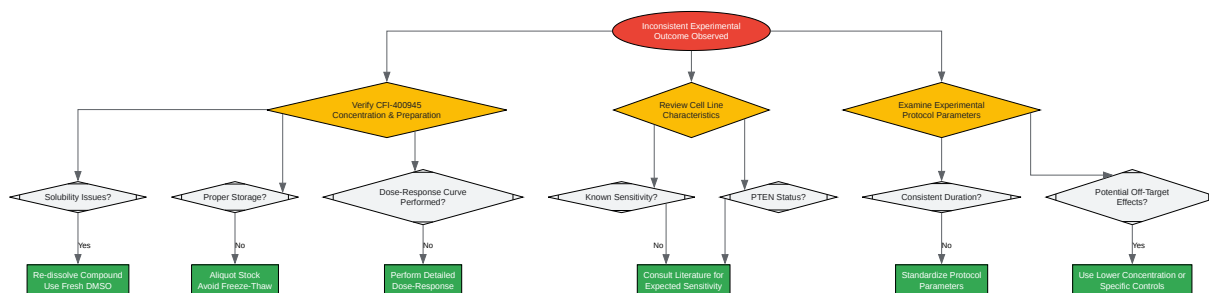 Inconsistent Experimental
Outcome Observed
Verify CFI-400945
Concentration & Preparation
Review Cell Line
Characteristics
Examine Experimental
Protocol Parameters
Solubility Issues?
Proper Storage?
Dose-Response Curve
Performed?
Known Sensitivity?
PTEN Status?
Consistent Duration?
Potential Off-Target
Effects?
Yes
No
No
No
No
Yes
Re-dissolve Compound
Use Fresh DMSO
Aliquot Stock
Avoid Freeze-Thaw
Perform Detailed
Dose-Response
Consult Literature for
Expected Sensitivity
Standardize Protocol
Parameters
Use Lower Concentration or
Specific Controls